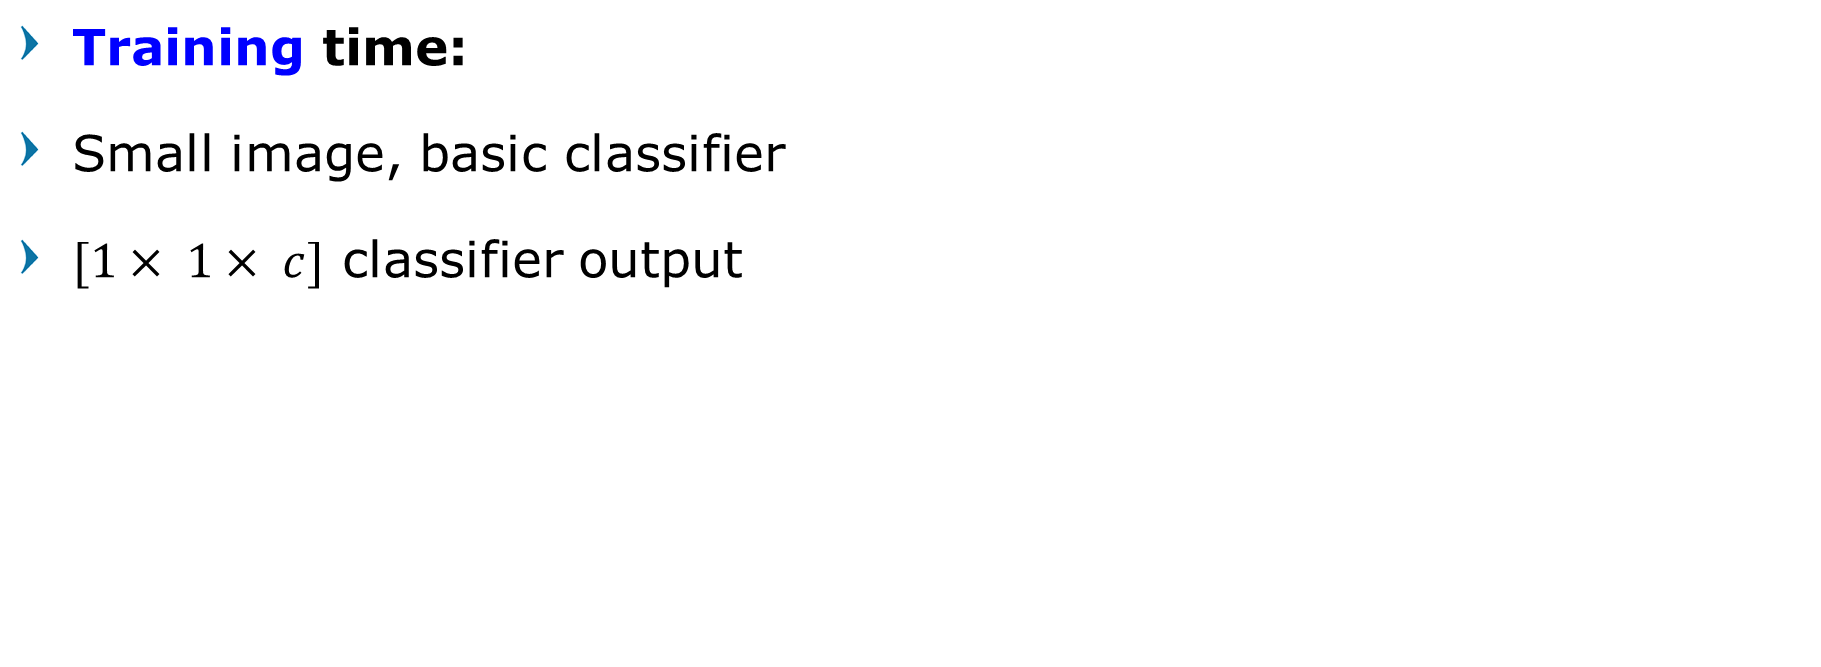 Training time:
Small image, basic classifier
[1 × 1 × c] classifier output